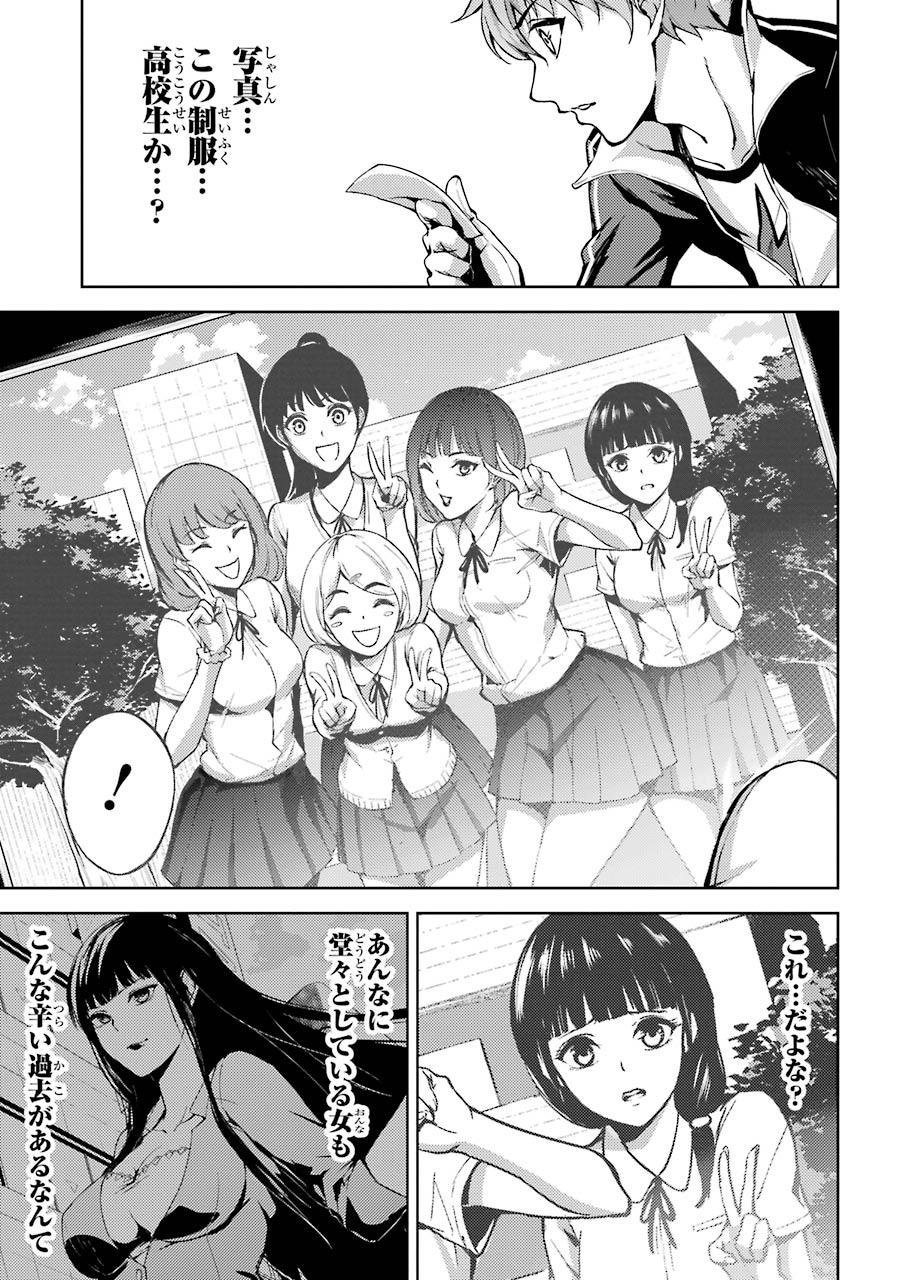 写真…
この制服…
高校生か…？
！
これ…だよな？
あんなに
堂々としている女も
こんな辛い過去があるなんて